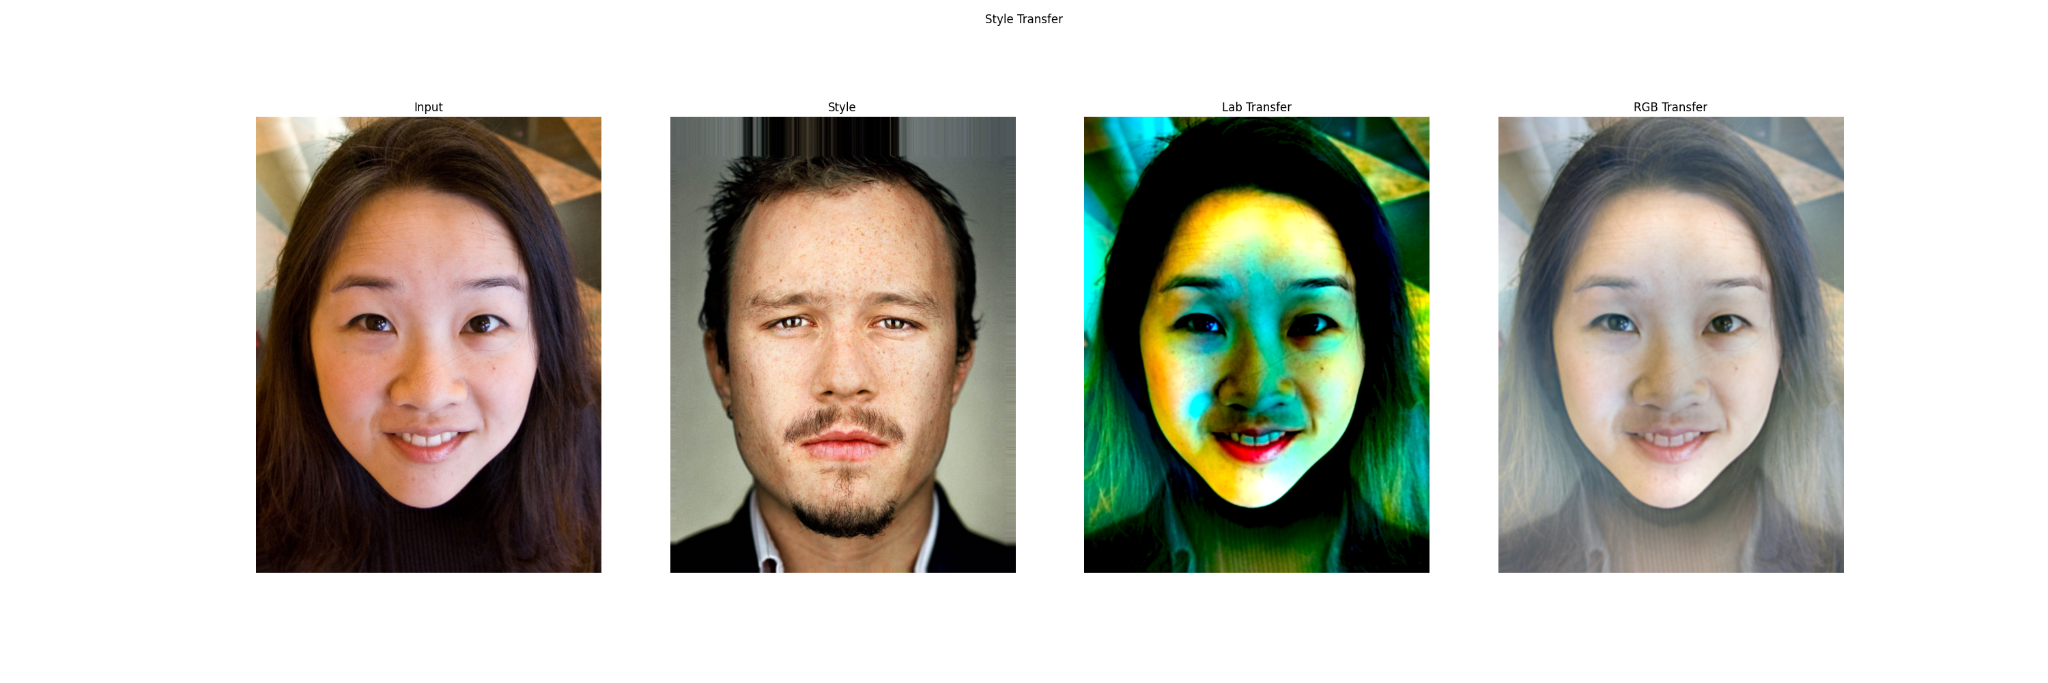 Style Transfer
Input
Style
Lab Transfer
RGB Transfer